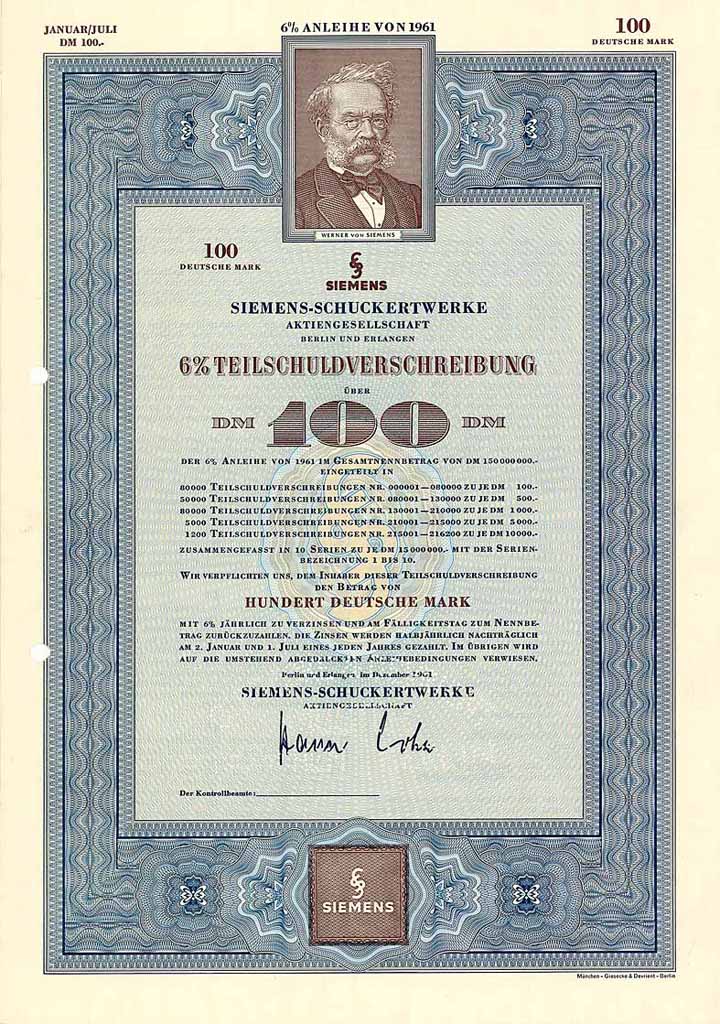 JANUAR/JULI
DM 100.-
6% ANLEIHE VON 1961
100
DEUTSCHE MARK
WERNER VON SIEMENS
100
DEUTSCHE MARK
SIEMENS
SIEMENS-SCHUCKERTWERKE
AKTIENGESELLSCHAFT
BERLIN UND ERLANGEN
6% TEILSCHULDVERSCHREIBUNG
ÜBER
DM 100 DM
DER 6% ANLEIHE VON 1961 IM GESAMTNENNBETRAG VON DM 150000000.-
EINGETEILT IN
80000 TEILSCHULDVERSCHREIBUNGEN NR. 000001—080000 ZU JE DM 100.-
50000 TEILSCHULDVERSCHREIBUNGEN NR. 080001—130000 ZU JE DM 500.-
80000 TEILSCHULDVERSCHREIBUNGEN NR. 130001—210000 ZU JE DM 1000.-
5000 TEILSCHULDVERSCHREIBUNGEN NR. 210001—215000 ZU JE DM 5000.-
1200 TEILSCHULDVERSCHREIBUNGEN NR. 215001—216200 ZU JE DM 10000.-
ZUSAMMENGEFASST IN 10 SERIEN ZU JE DM 15000000.- MIT DER SERIEN-
BEZEICHNUNG 1 BIS 10.
WIR VERPFLICHTEN UNS, DEM INHABER DIESER TEILSCHULDVERSCHREIBUNG
DEN BETRAG VON
HUNDERT DEUTSCHE MARK
MIT 6% JÄHRLICH ZU VERZINSEN UND AM FÄLLIGKEITSTAG ZUM NENNBE-
TRAG ZURÜCKZUZAHLEN. DIE ZINSEN WERDEN HALBJÄHRLICH NACHTRÄGLICH
AM 2. JANUAR UND 1. JULI EINES JEDEN JAHRES GEZAHLT. IM ÜBRIGEN WIRD
AUF DIE UMSTEHEND ABGEDRUCKTEN ANLEIHEBEDINGUNGEN VERWIESEN.
Berlin und Erlangen, im Dezember 1961
SIEMENS-SCHUCKERTWERKE
AKTIENGESELLSCHAFT
Der Kontrollbeamte:
SIEMENS
München - Giesecke & Devrient - Berlin